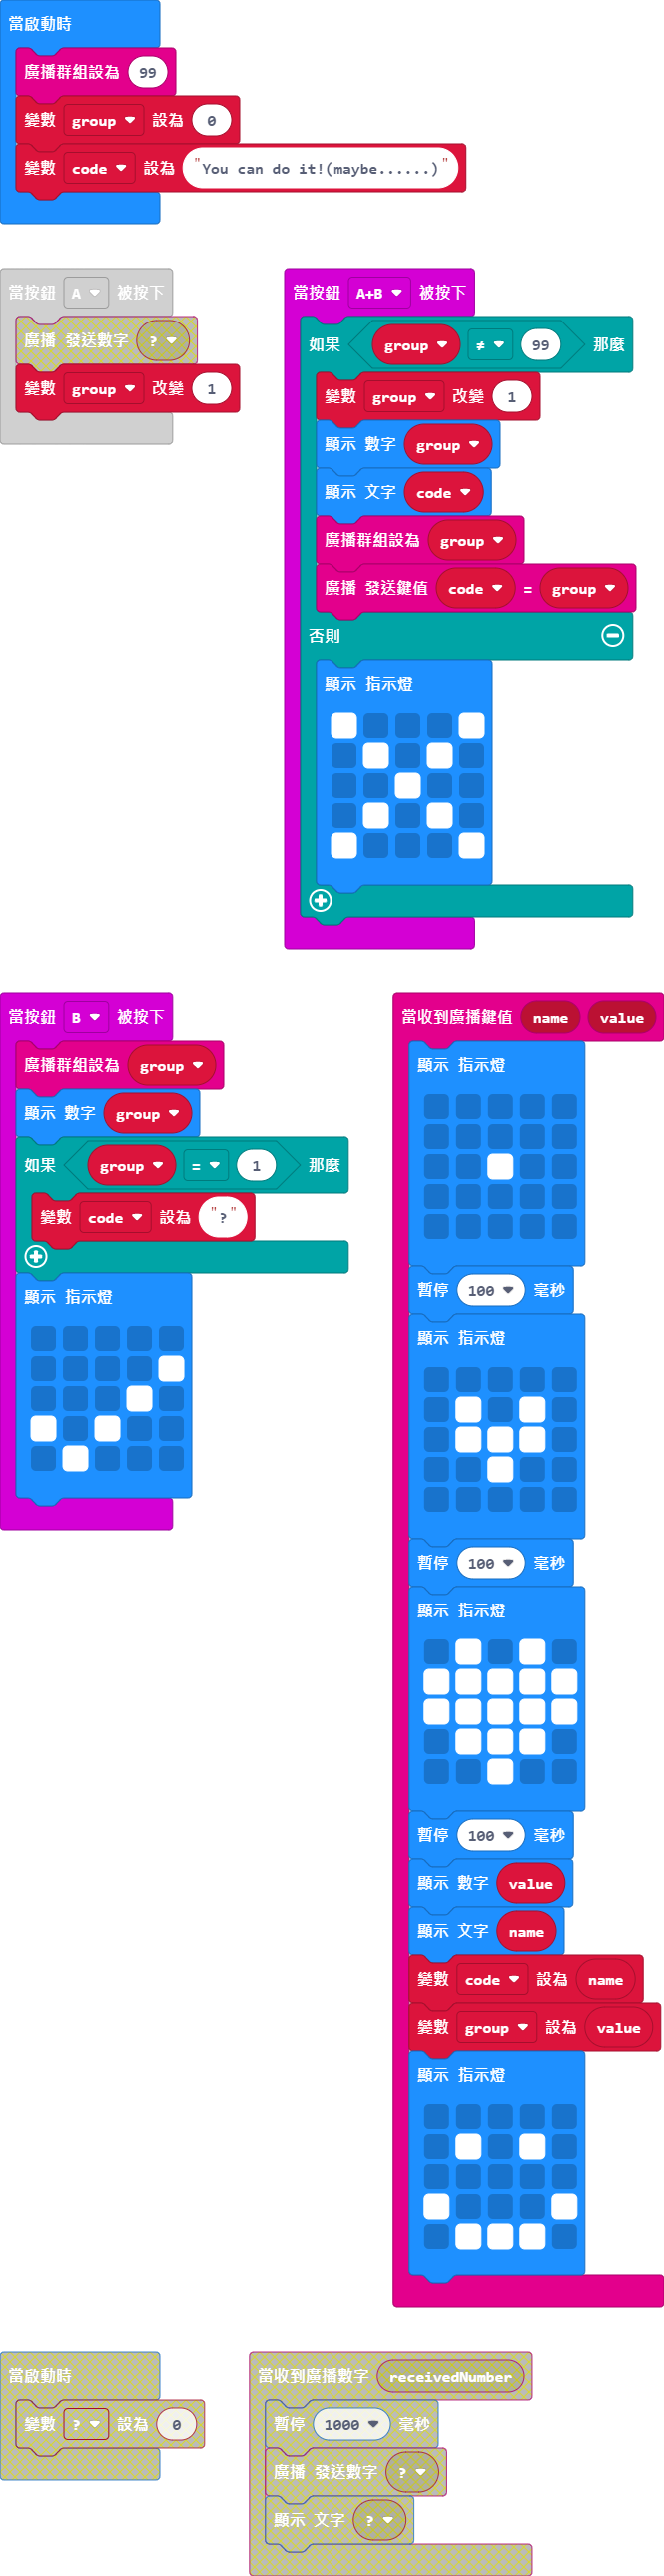 當啟動時
廣播群組設為 99
變數 group 設為 0
變數 code 設為 "You can do it!(maybe......)"
當按鈕 A 被按下
廣播 發送數字 ?
變數 group 改變 1
當按鈕 A+B 被按下
如果 group ≠ 99 那麼
變數 group 改變 1
顯示 數字 group
顯示 文字 code
廣播群組設為 group
廣播 發送鍵值 code = group
否則
顯示 指示燈
當按鈕 B 被按下
廣播群組設為 group
顯示 數字 group
如果 group = 1 那麼
變數 code 設為 "?"
顯示 指示燈
當收到廣播鍵值 name value
顯示 指示燈
暫停 100 毫秒
顯示 指示燈
暫停 100 毫秒
顯示 指示燈
暫停 100 毫秒
顯示 數字 value
顯示 文字 name
變數 code 設為 name
變數 group 設為 value
顯示 指示燈
當啟動時
變數 ? 設為 0
當收到廣播數字 receivedNumber
暫停 1000 毫秒
廣播 發送數字 ?
顯示 文字 ?